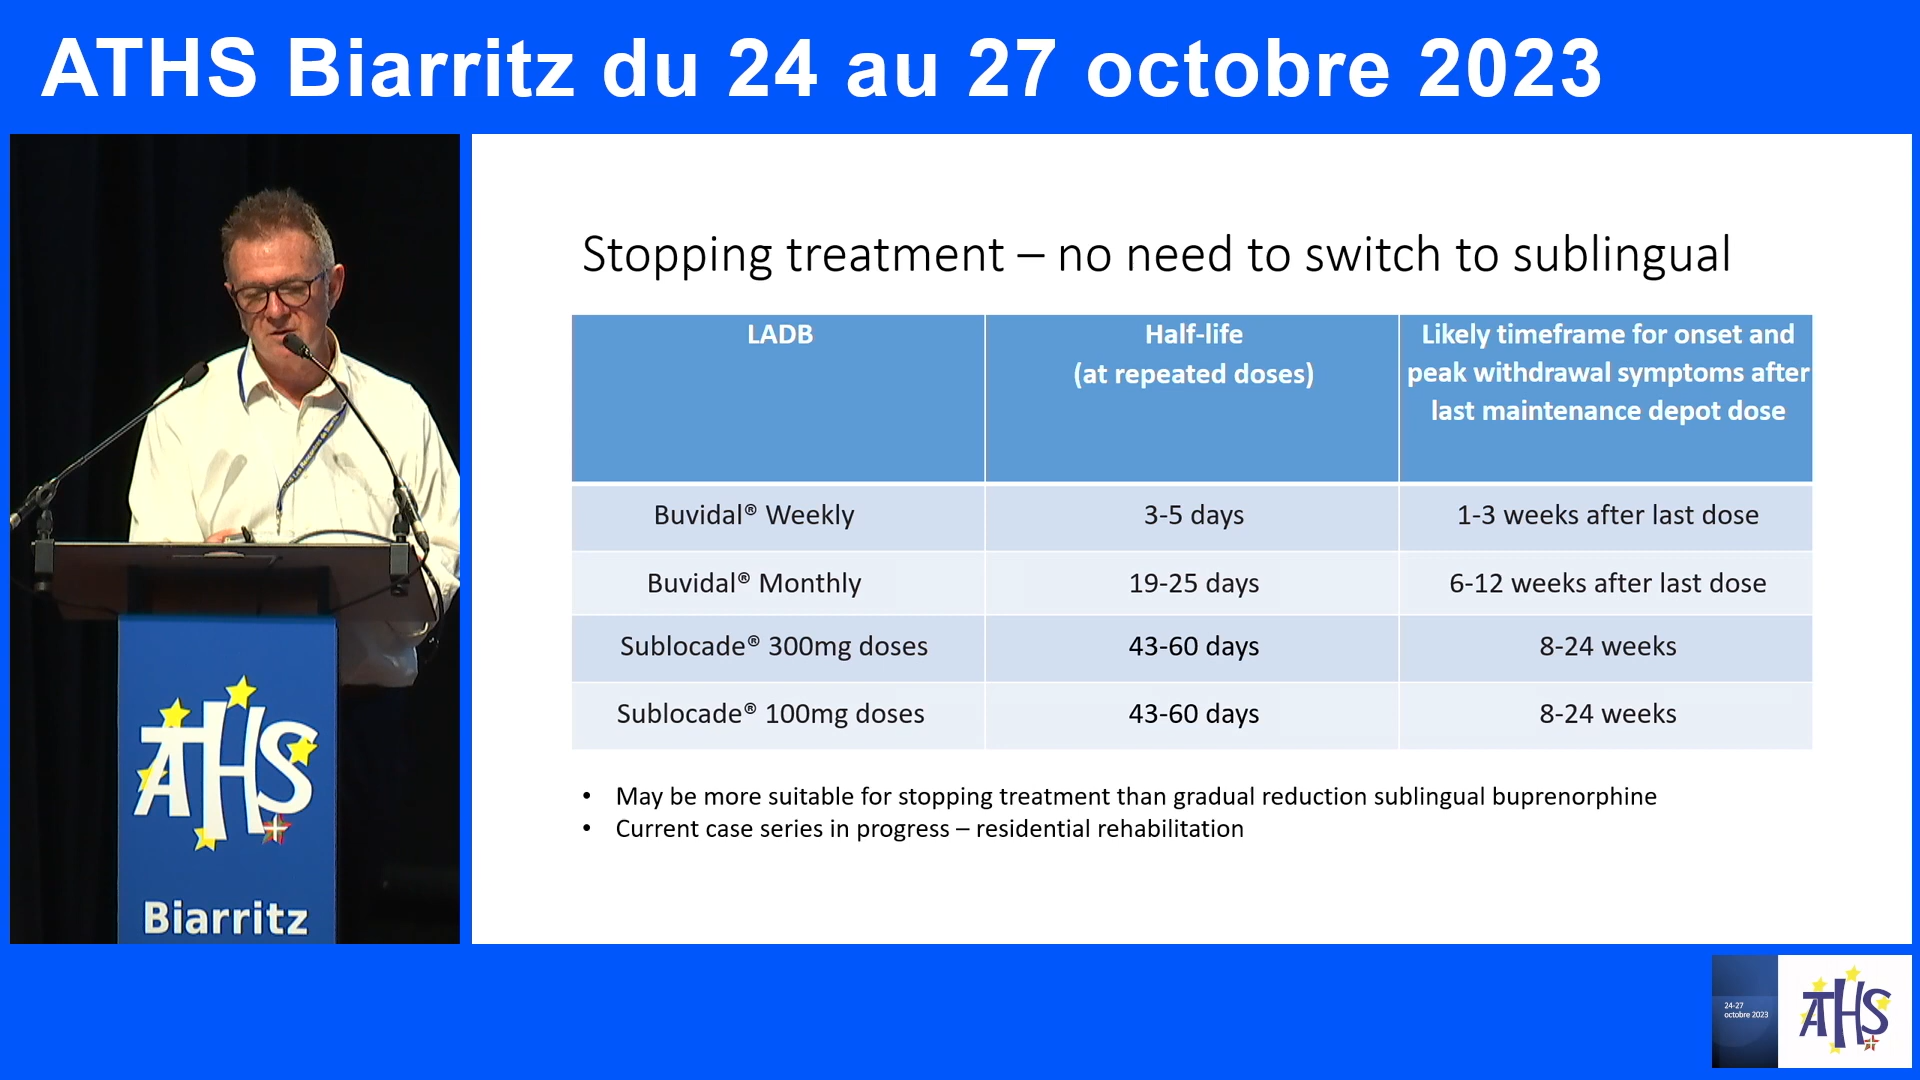 ATHS Biarritz du 24 au 27 octobre 2023
Stopping treatment – no need to switch to sublingual
LADB
Half-life
(at repeated doses)
Likely timeframe for onset and
peak withdrawal symptoms after
last maintenance depot dose
Buvidal® Weekly
3-5 days
1-3 weeks after last dose
Buvidal® Monthly
19-25 days
6-12 weeks after last dose
Sublocade® 300mg doses
43-60 days
8-24 weeks
Sublocade® 100mg doses
43-60 days
8-24 weeks
• May be more suitable for stopping treatment than gradual reduction sublingual buprenorphine
• Current case series in progress – residential rehabilitation
ATHS
Biarritz
24-27
octobre 2023
ATHS